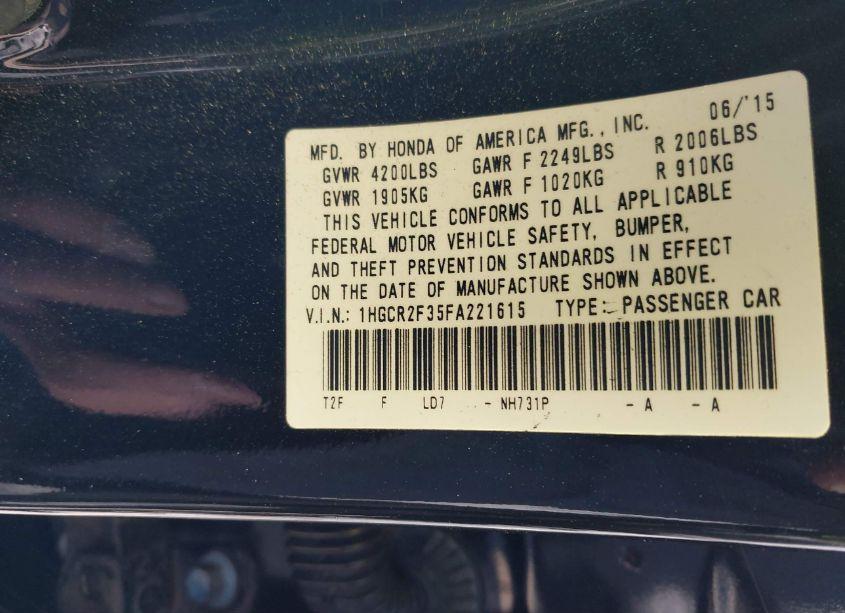 06/'15
MFD. BY HONDA OF AMERICA MFG., INC.
GVWR 4200LBS GAWR F 2249LBS R 2006LBS
GVWR 1905KG GAWR F 1020KG R 910KG
THIS VEHICLE CONFORMS TO ALL APPLICABLE
FEDERAL MOTOR VEHICLE SAFETY, BUMPER,
AND THEFT PREVENTION STANDARDS IN EFFECT
ON THE DATE OF MANUFACTURE SHOWN ABOVE.
V.I.N.: 1HGCR2F35FA221615 TYPE: PASSENGER CAR
T2F F LD7 - NH731P - A - A